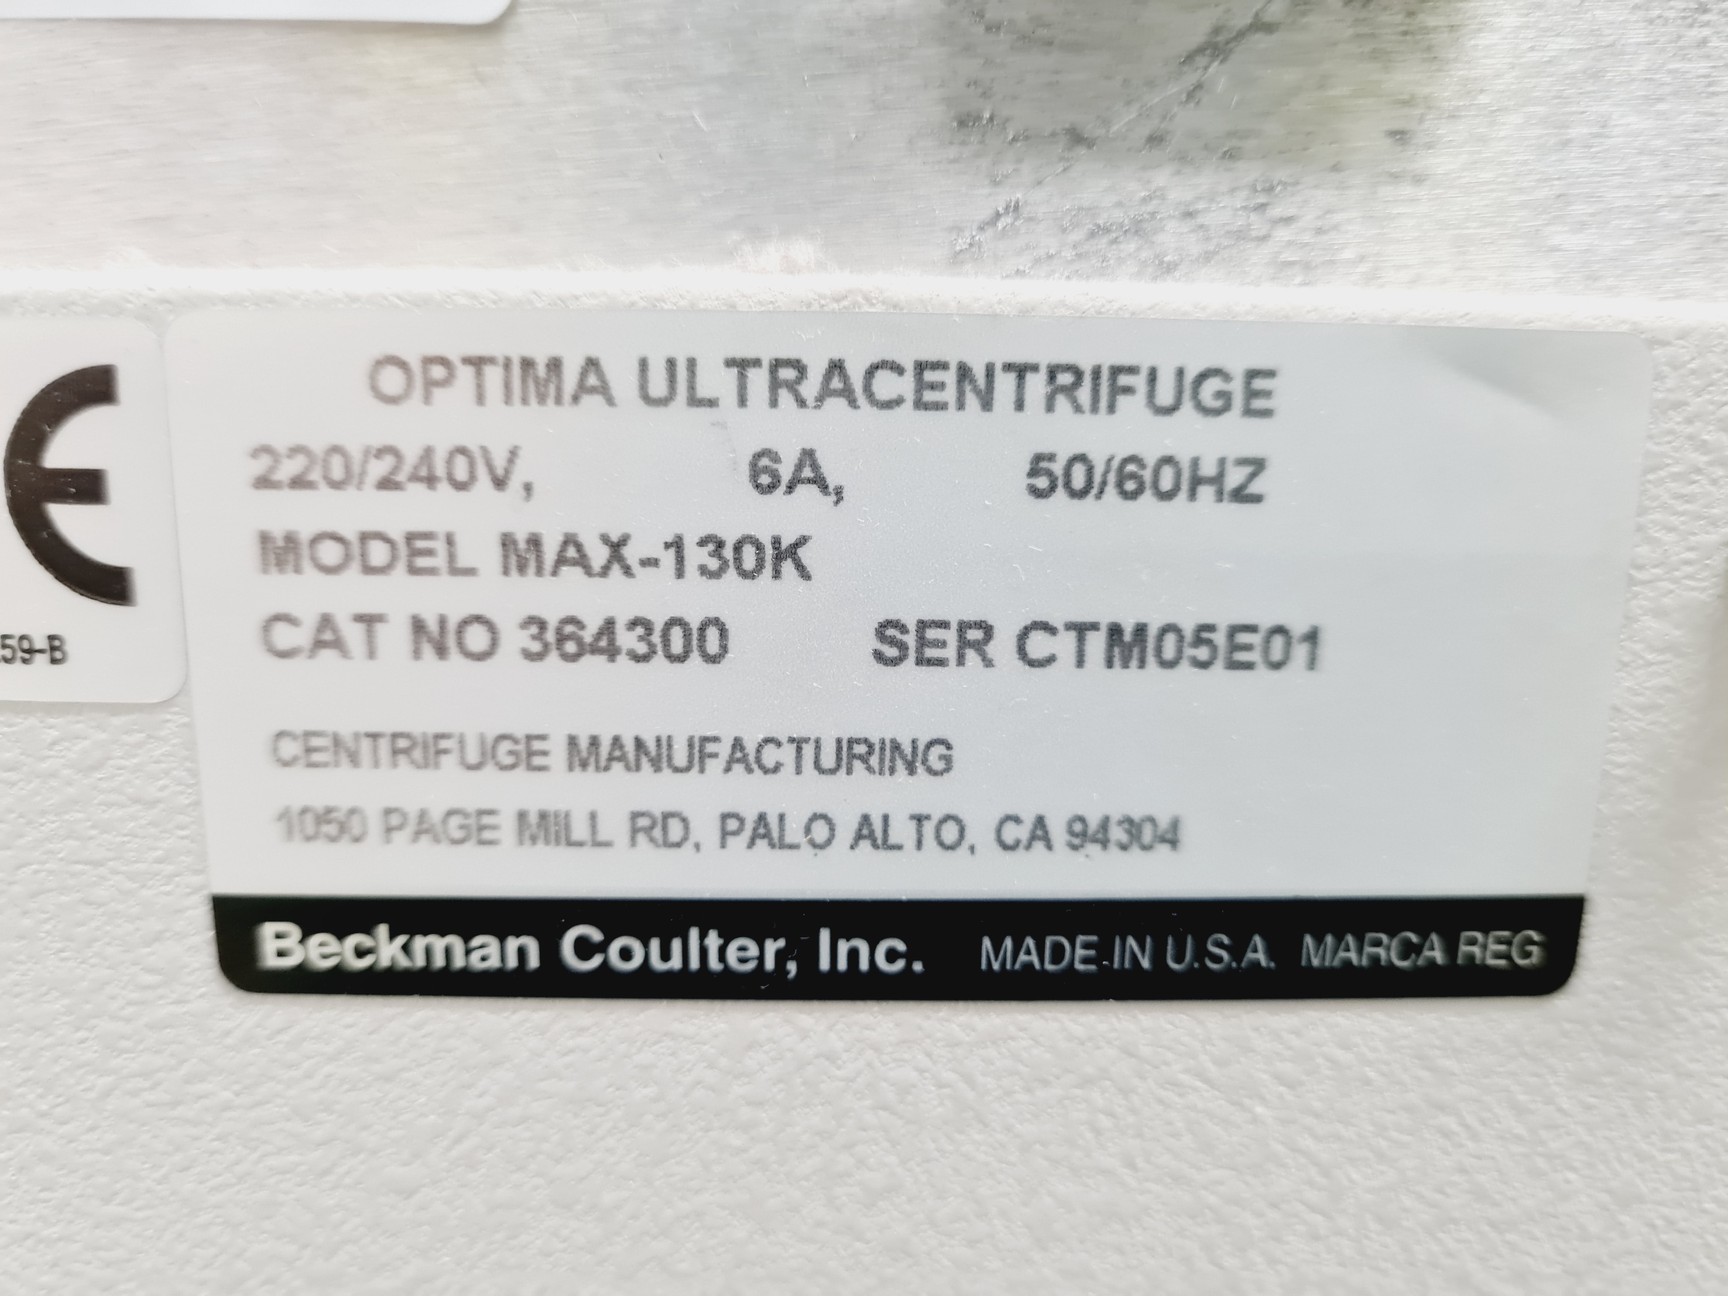 OPTIMA ULTRACENTRIFUGE
220/240V, 6A, 50/60HZ
MODEL MAX-130K
CAT NO 364300 SER CTM05E01
CENTRIFUGE MANUFACTURING
1050 PAGE MILL RD, PALO ALTO, CA 94304
Beckman Coulter, Inc. MADE IN U.S.A. MARCA REG
CE
59-B